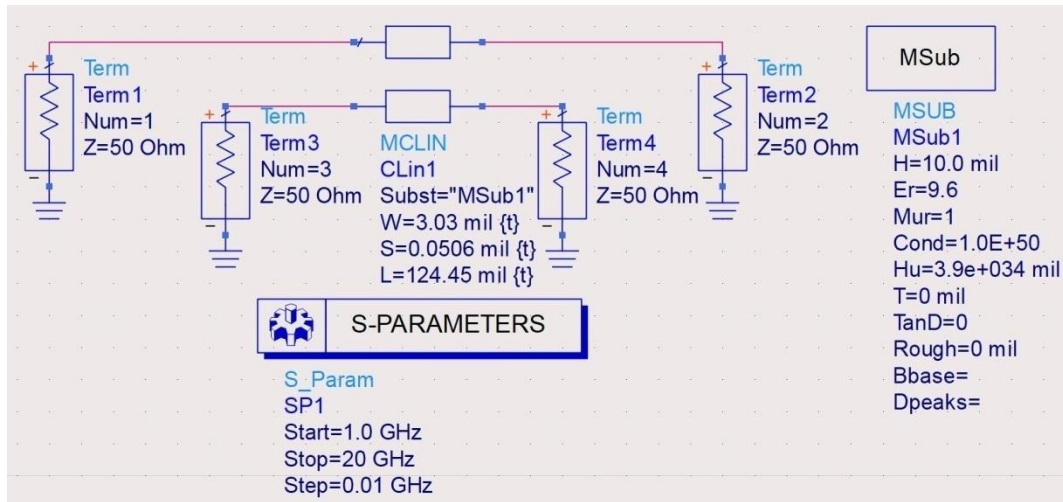 +
Term
Term1
Num=1
Z=50 Ohm
-
+
Term
Term3
Num=3
Z=50 Ohm
-
MCLIN
CLin1
Subst="MSub1"
W=3.03 mil {t}
S=0.0506 mil {t}
L=124.45 mil {t}
+
Term
Term4
Num=4
Z=50 Ohm
-
+
Term
Term2
Num=2
Z=50 Ohm
-
MSub
MSUB
MSub1
H=10.0 mil
Er=9.6
Mur=1
Cond=1.0E+50
Hu=3.9e+034 mil
T=0 mil
TanD=0
Rough=0 mil
Bbase=
Dpeaks=
S-PARAMETERS
S_Param
SP1
Start=1.0 GHz
Stop=20 GHz
Step=0.01 GHz